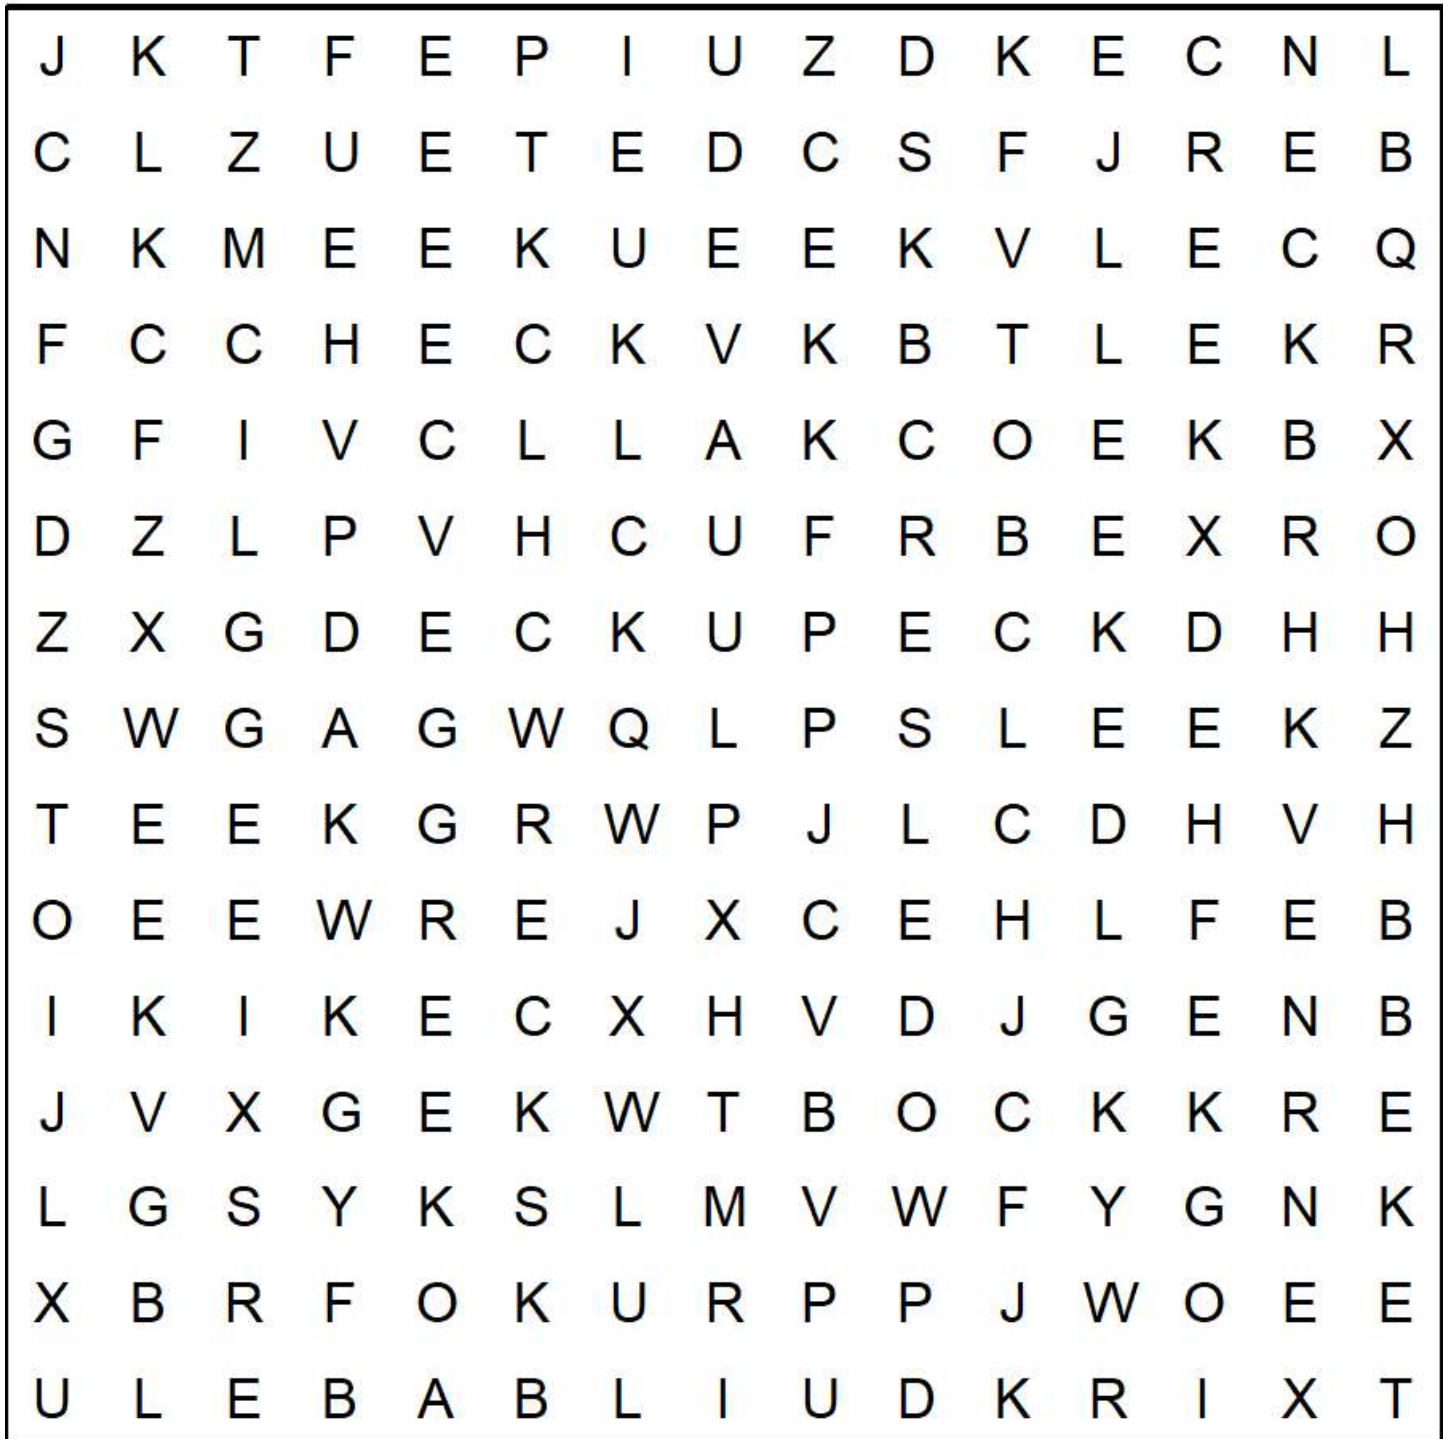 J K T F E P I U Z D K E C N L
C L Z U E T E D C S F J R E B
N K M E E K U E E K V L E C Q
F C C H E C K V K B T L E K R
G F I V C L L A K C O E K B X
D Z L P V H C U F R B E X R O
Z X G D E C K U P E C K D H H
S W G A G W Q L P S L E E K Z
T E E K G R W P J L C D H V H
O E E W R E J X C E H L F E B
I K I K E C X H V D J G E N B
J V X G E K W T B O C K K R E
L G S Y K S L M V W F Y G N K
X B R F O K U R P P J W O E E
U L E B A B L I U D K R I X T